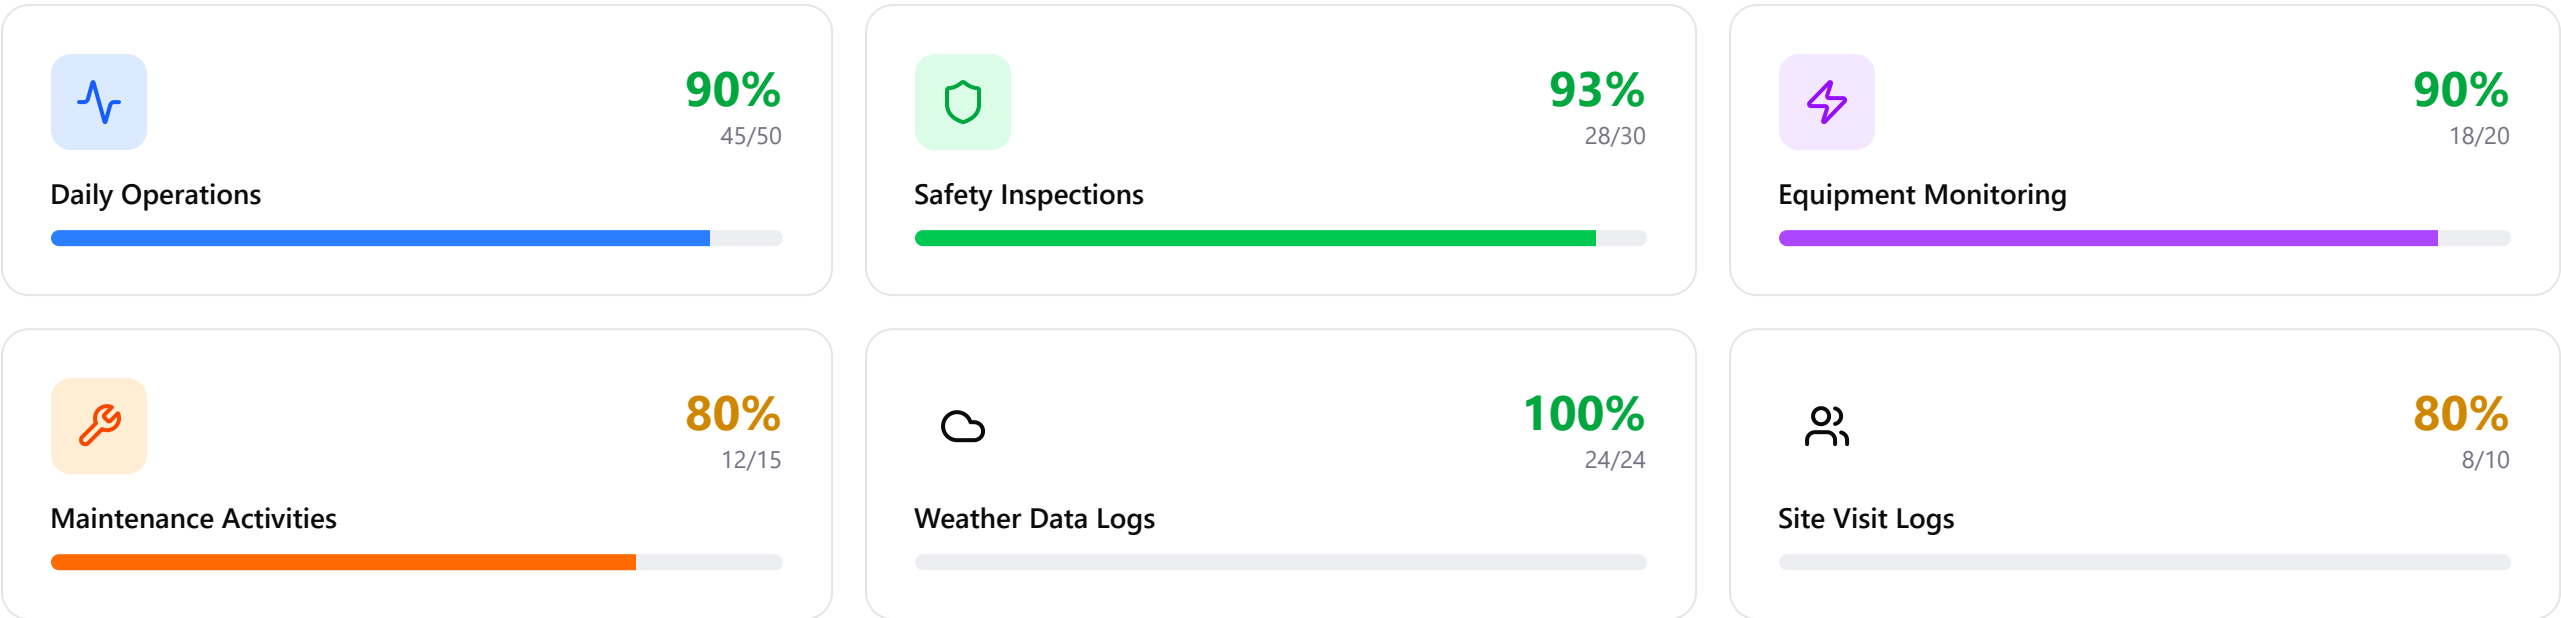 90%
45/50
Daily Operations
93%
28/30
Safety Inspections
90%
18/20
Equipment Monitoring
80%
12/15
Maintenance Activities
100%
24/24
Weather Data Logs
80%
8/10
Site Visit Logs